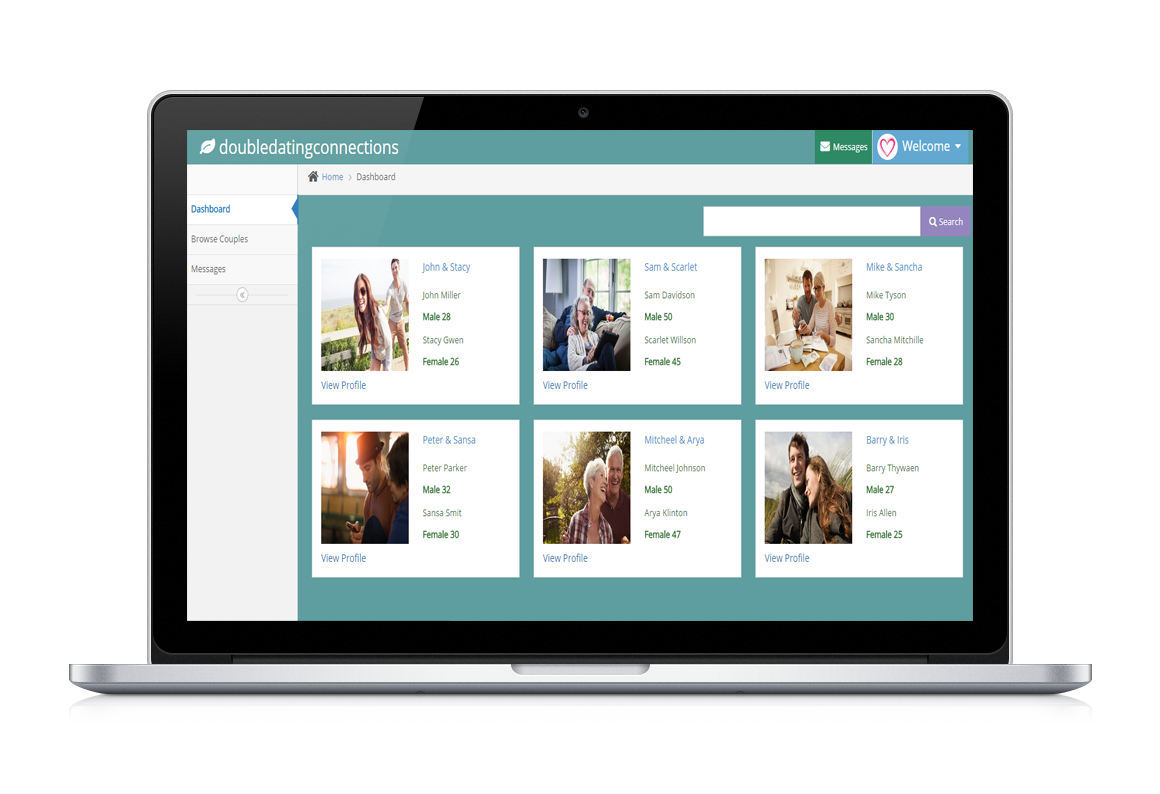 doubledatingconnections
Messages
Welcome
Home > Dashboard
Dashboard
Browse Couples
Messages
Search
John & Stacy
John Miller
Male 28
Stacy Gwen
Female 26
View Profile
Sam & Scarlet
Sam Davidson
Male 50
Scarlet Willson
Female 45
View Profile
Mike & Sancha
Mike Tyson
Male 30
Sancha Mitchille
Female 28
View Profile
Peter & Sansa
Peter Parker
Male 32
Sansa Smit
Female 30
View Profile
Mitcheel & Arya
Mitcheel Johnson
Male 50
Arya Klinton
Female 47
View Profile
Barry & Iris
Barry Thywaen
Male 27
Iris Allen
Female 25
View Profile